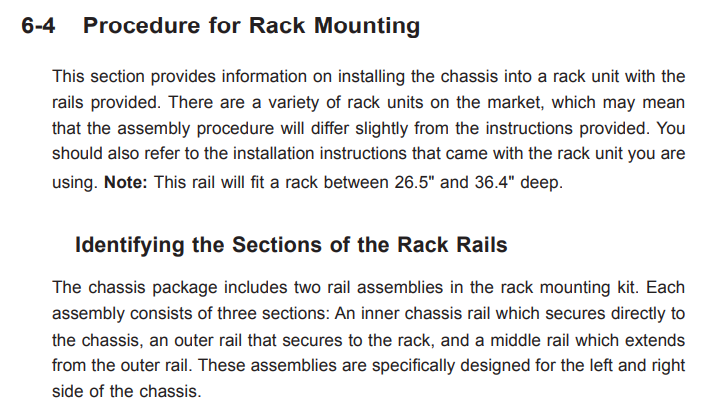 6-4 Procedure for Rack Mounting
This section provides information on installing the chassis into a rack unit with the
rails provided. There are a variety of rack units on the market, which may mean
that the assembly procedure will differ slightly from the instructions provided. You
should also refer to the installation instructions that came with the rack unit you are
using. Note: This rail will fit a rack between 26.5" and 36.4" deep.
Identifying the Sections of the Rack Rails
The chassis package includes two rail assemblies in the rack mounting kit. Each
assembly consists of three sections: An inner chassis rail which secures directly to
the chassis, an outer rail that secures to the rack, and a middle rail which extends
from the outer rail. These assemblies are specifically designed for the left and right
side of the chassis.